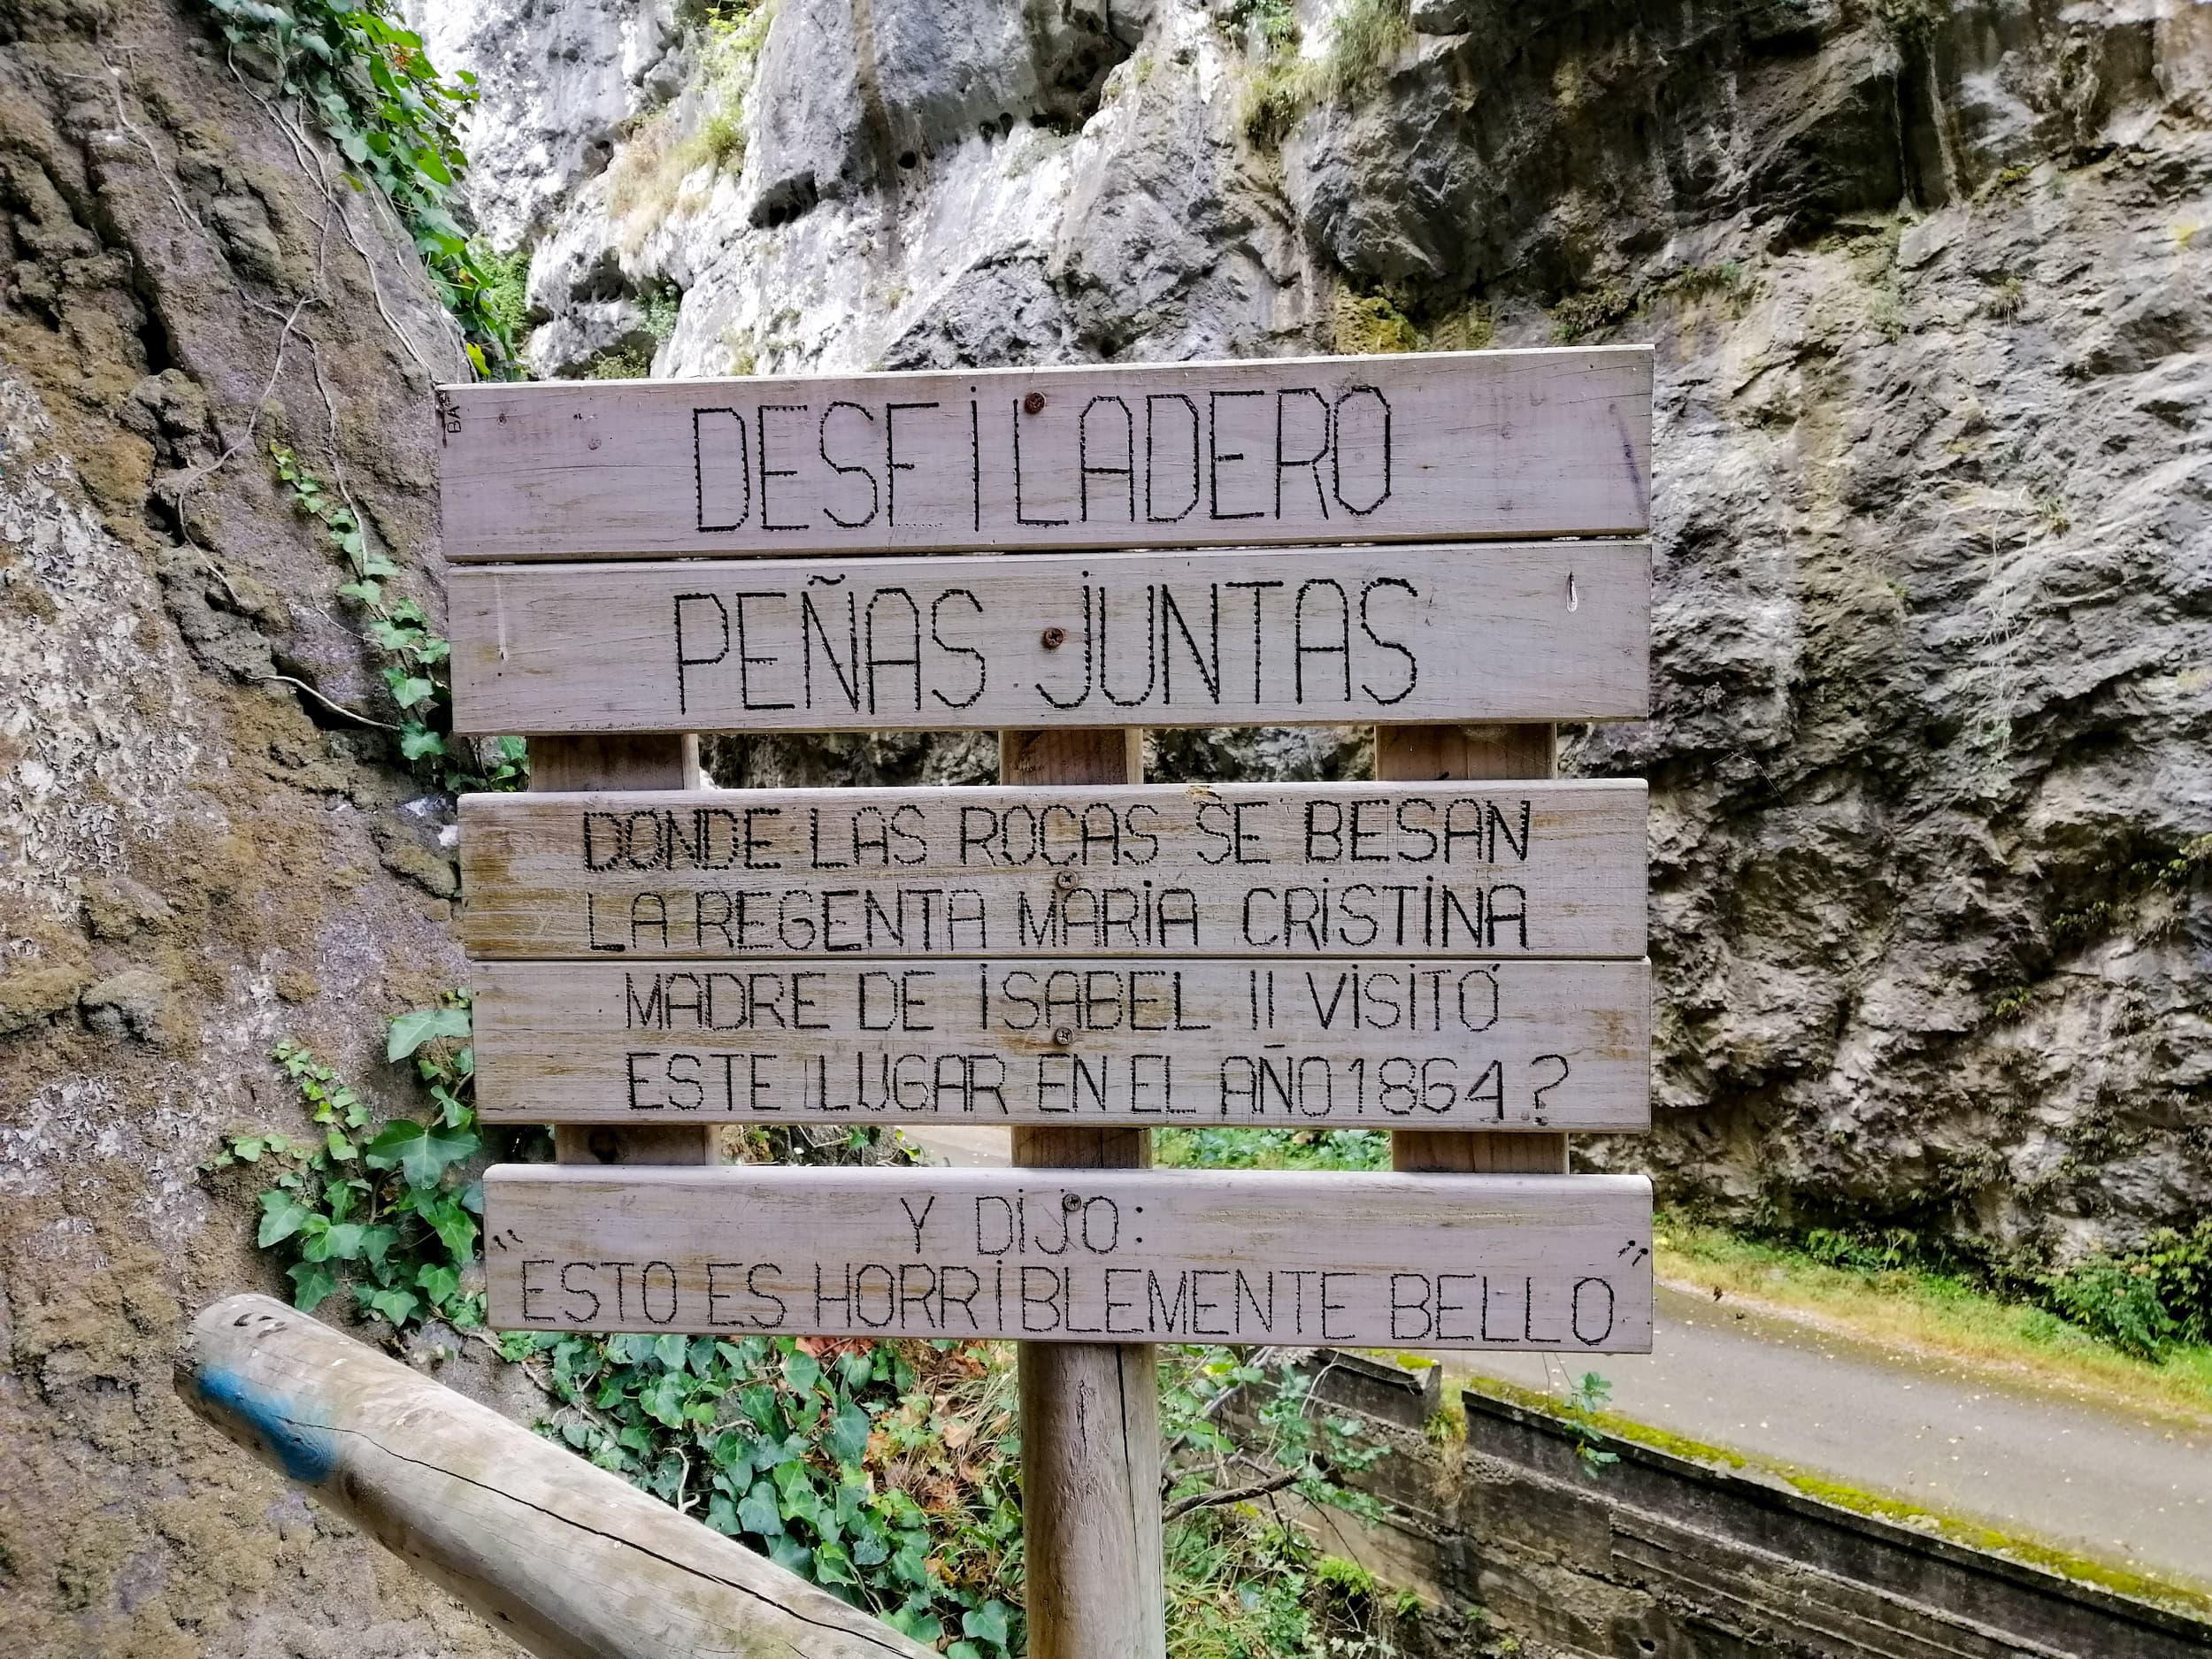 DESFILADERO
PEÑAS JUNTAS
DONDE LAS ROCAS SE BESAN
LA REGENTA MARIA CRISTINA
MADRE DE ISABEL II VISITÓ
ESTE LUGAR EN EL AÑO 1864?
Y DIJO:
"ESTO ES HORRIBLEMENTE BELLO"